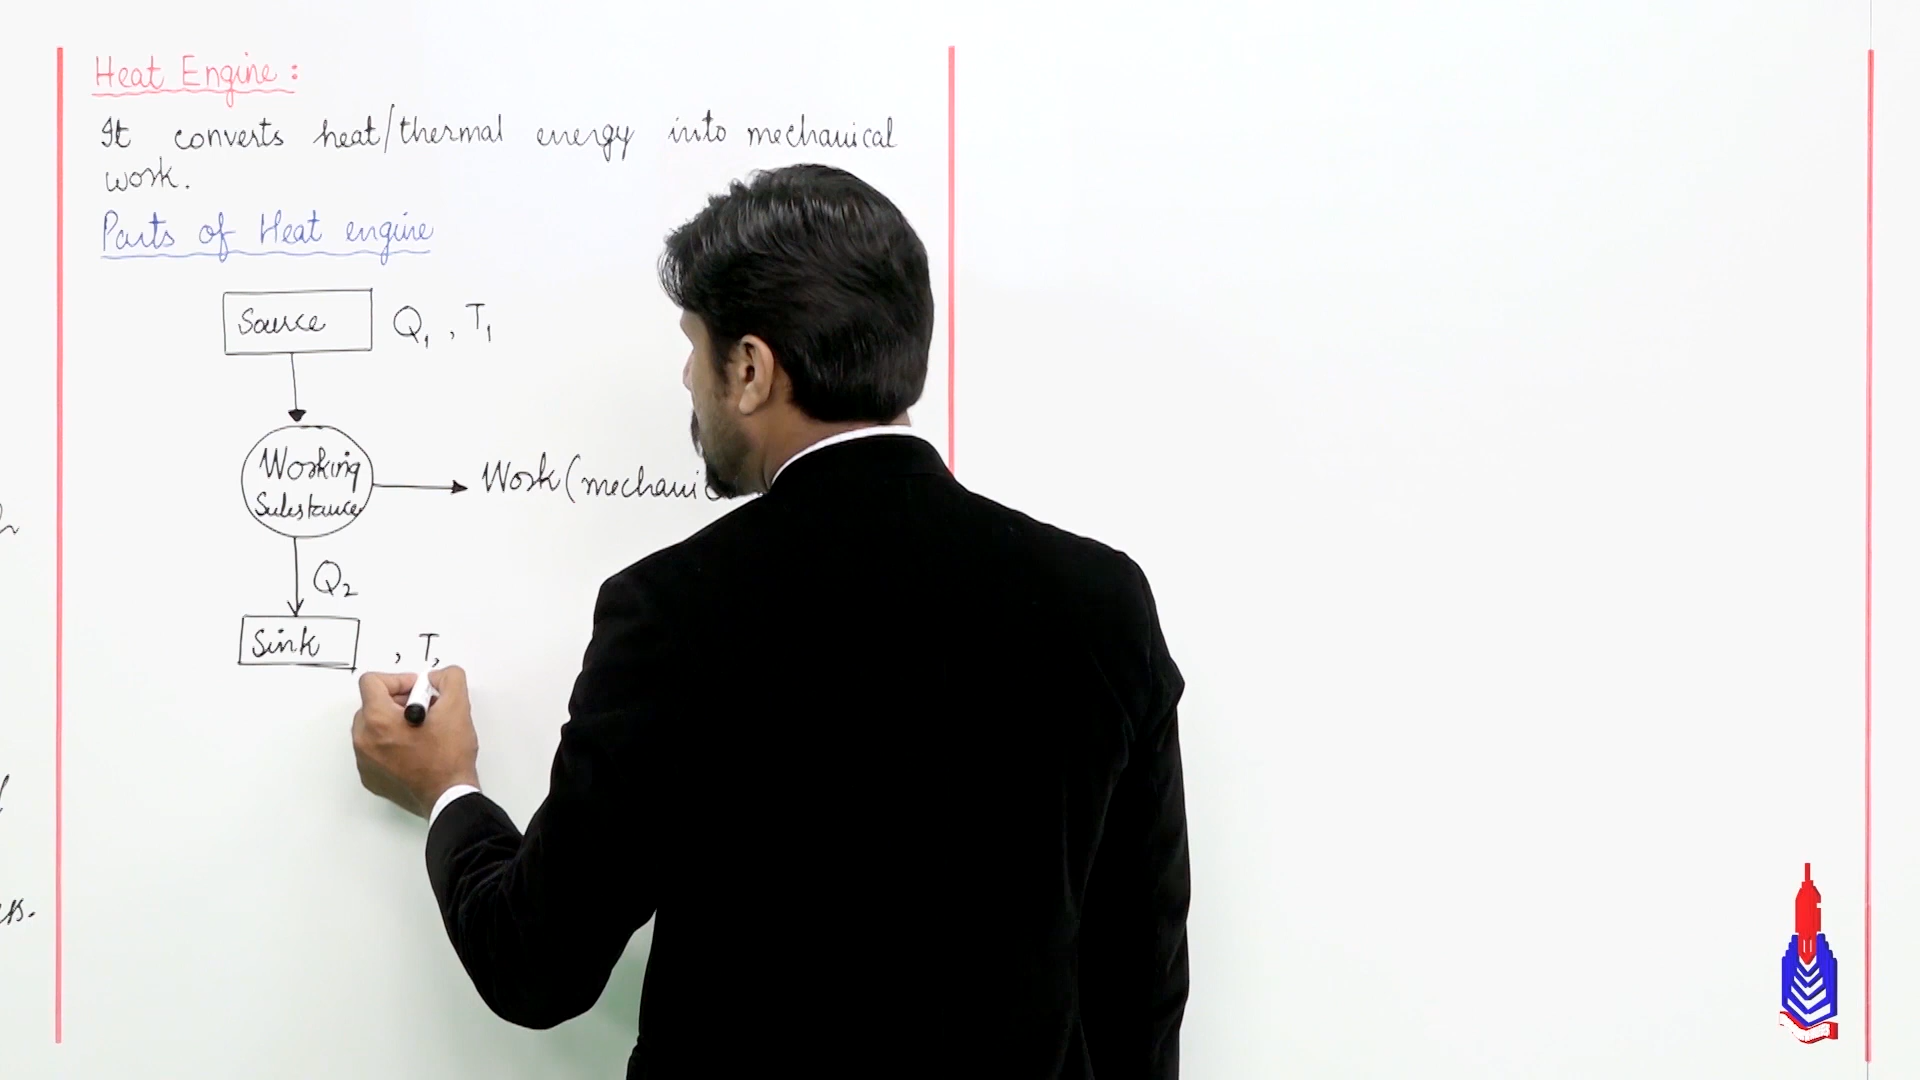 Heat Engine :
It converts heat/thermal energy into mechanical
work.
Parts of Heat engine
Source Q1 , T1
Working
Substance
Work (mechani
Q2
Sink , T